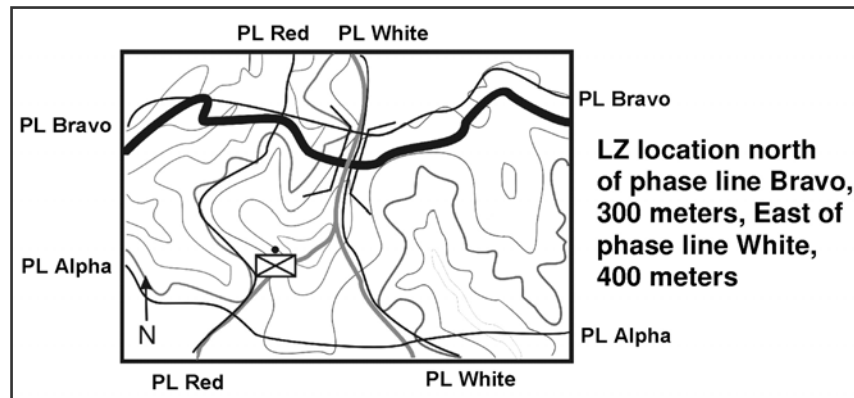 PL Red
PL White
PL Bravo
PL Bravo
LZ location north
of phase line Bravo,
300 meters, East of
phase line White,
400 meters
PL Alpha
N
PL Alpha
PL Red
PL White